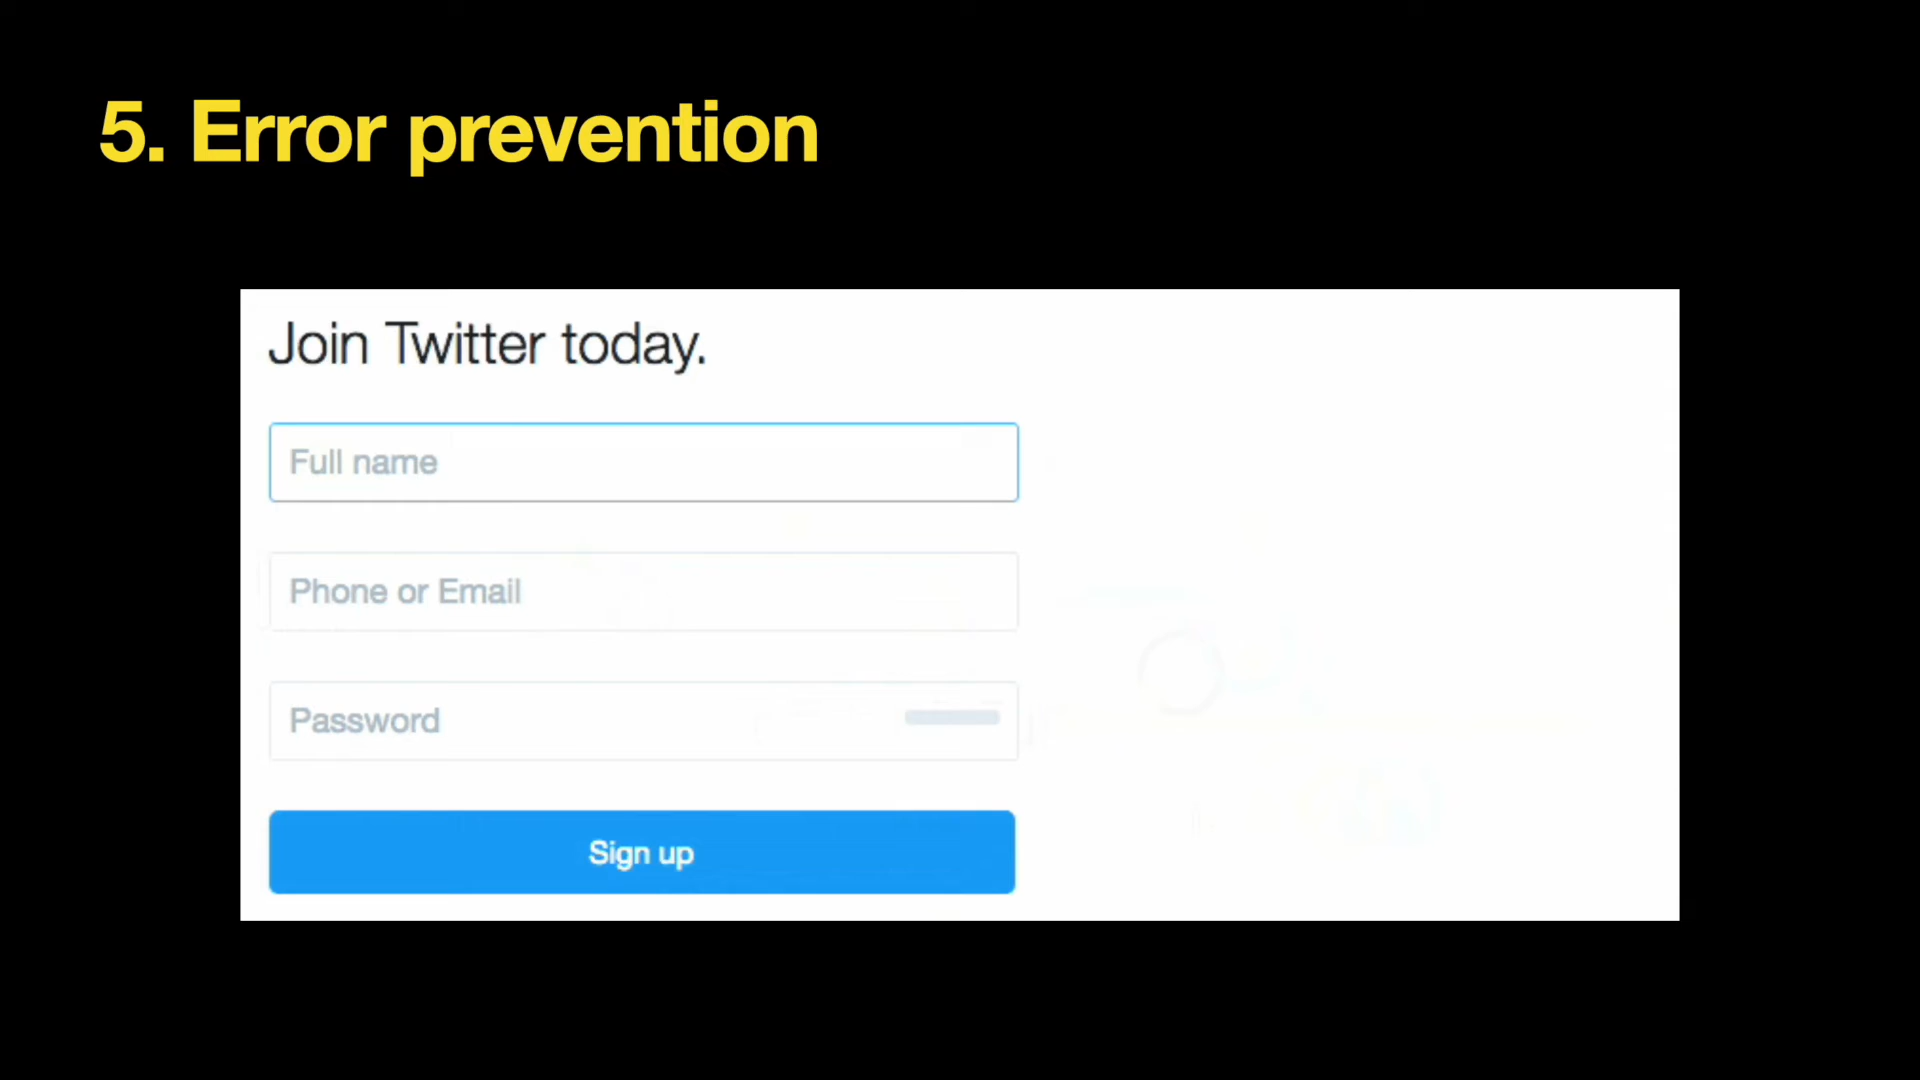 5. Error prevention
Join Twitter today.
Full name
Phone or Email
Password
Sign up